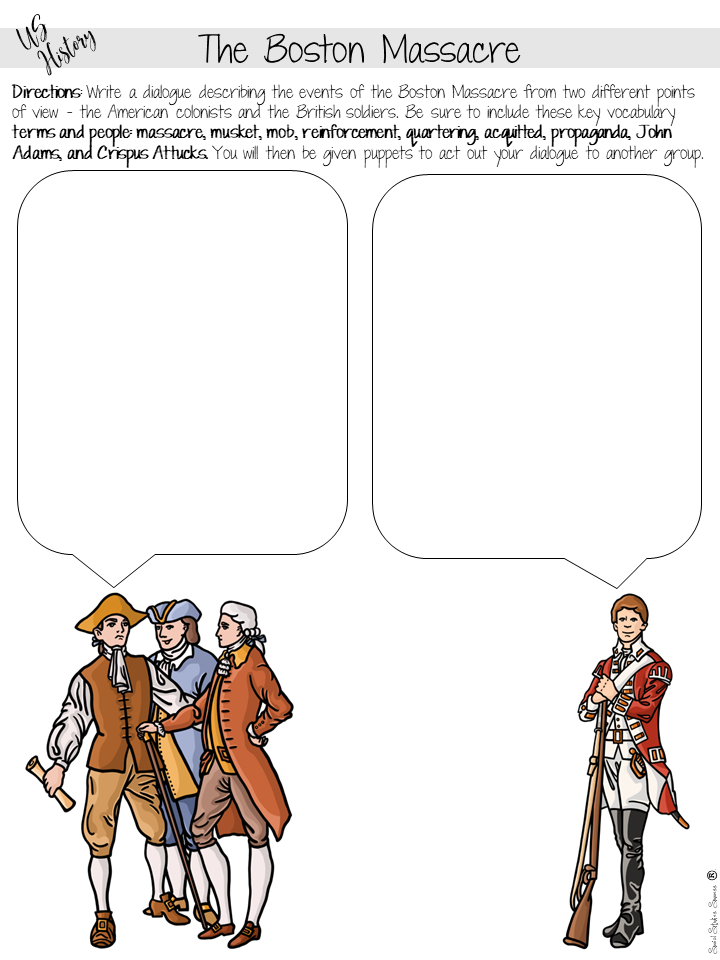 US
History
The Boston Massacre
Directions: Write a dialogue describing the events of the Boston Massacre from two different points
of view - the American colonists and the British soldiers. Be sure to include these key vocabulary
terms and people: massacre, musket, mob, reinforcement, quartering, acquitted, propaganda, John
Adams, and Crispus Attucks. You will then be given puppets to act out your dialogue to another group.
Social Studies Success ®